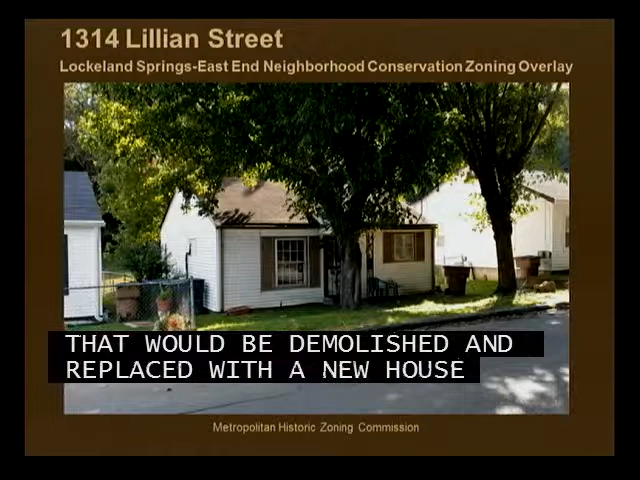 1314 Lillian Street
Lockeland Springs-East End Neighborhood Conservation Zoning Overlay
THAT WOULD BE DEMOLISHED AND
REPLACED WITH A NEW HOUSE
Metropolitan Historic Zoning Commission